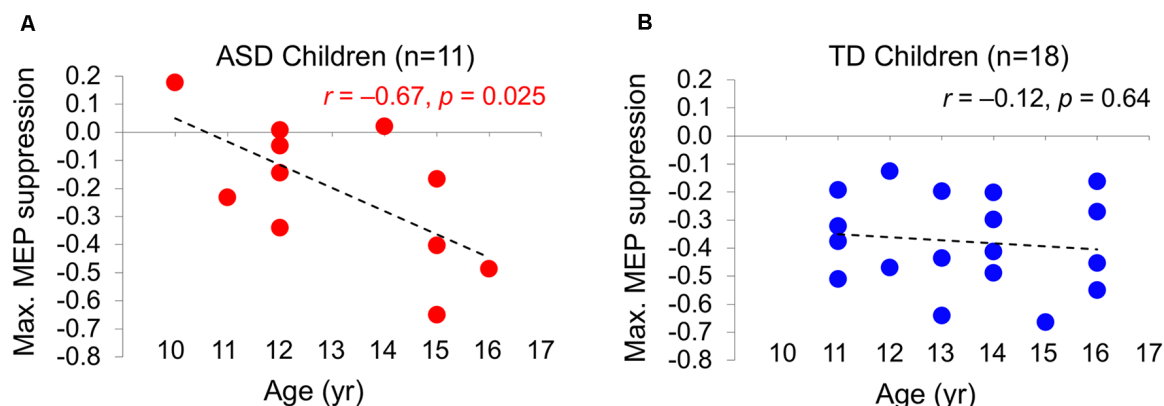 A
ASD Children (n=11)
r = –0.67, p = 0.025
Max. MEP suppression
0.2
0.1
0.0
-0.1
-0.2
-0.3
-0.4
-0.5
-0.6
-0.7
-0.8
10 11 12 13 14 15 16 17
Age (yr)
B
TD Children (n=18)
r = –0.12, p = 0.64
Max. MEP suppression
0.2
0.1
0.0
-0.1
-0.2
-0.3
-0.4
-0.5
-0.6
-0.7
-0.8
10 11 12 13 14 15 16 17
Age (yr)